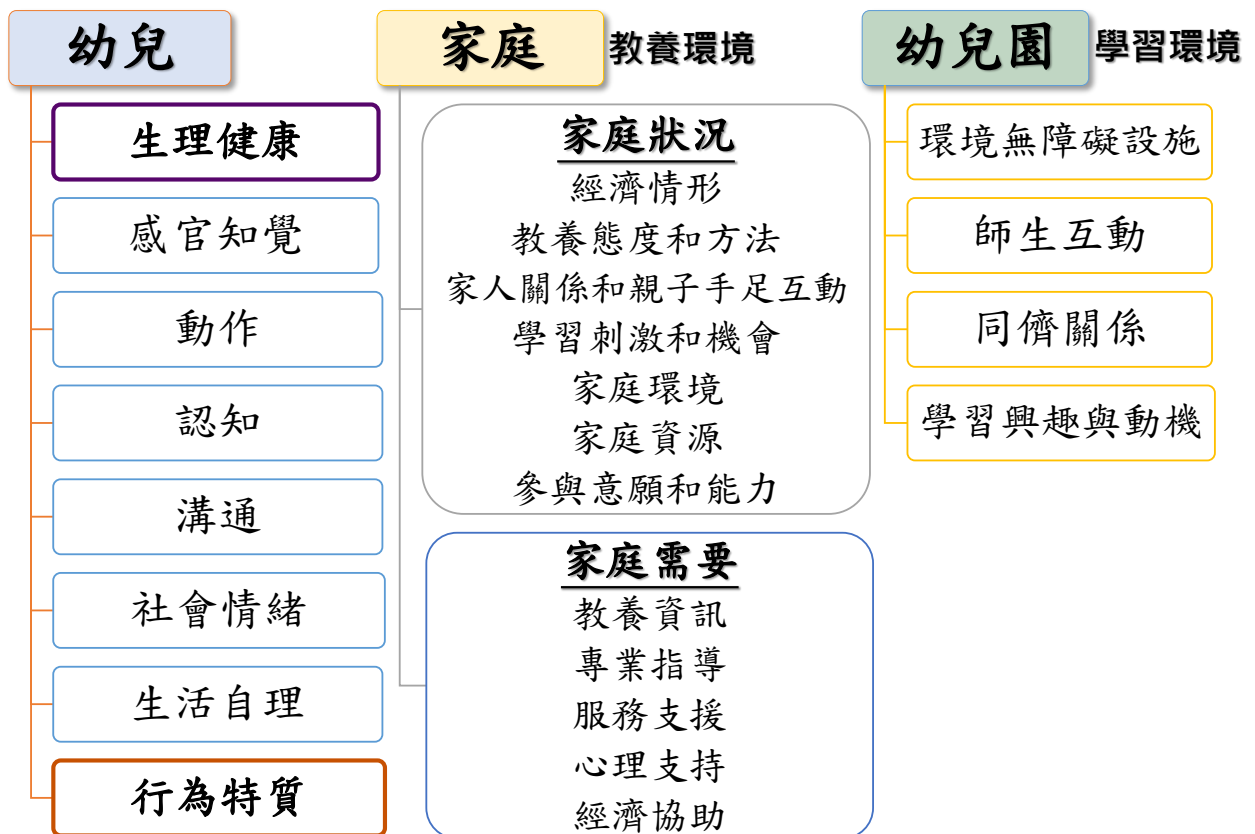 幼兒
生理健康
感官知覺
動作
認知
溝通
社會情緒
生活自理
行為特質
家庭 教養環境
家庭狀況
經濟情形
教養態度和方法
家人關係和親子手足互動
學習刺激和機會
家庭環境
家庭資源
參與意願和能力
家庭需要
教養資訊
專業指導
服務支援
心理支持
經濟協助
幼兒園 學習環境
環境無障礙設施
師生互動
同儕關係
學習興趣與動機